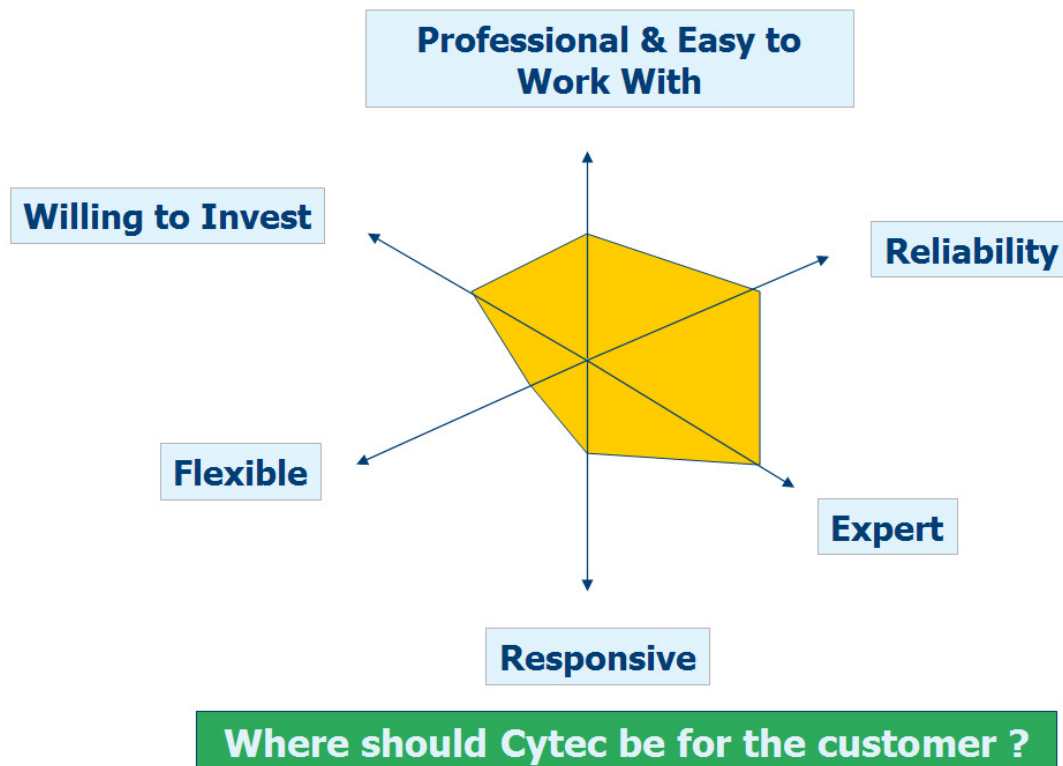 Professional & Easy to
Work With
Willing to Invest
Reliability
Flexible
Expert
Responsive
Where should Cytec be for the customer ?